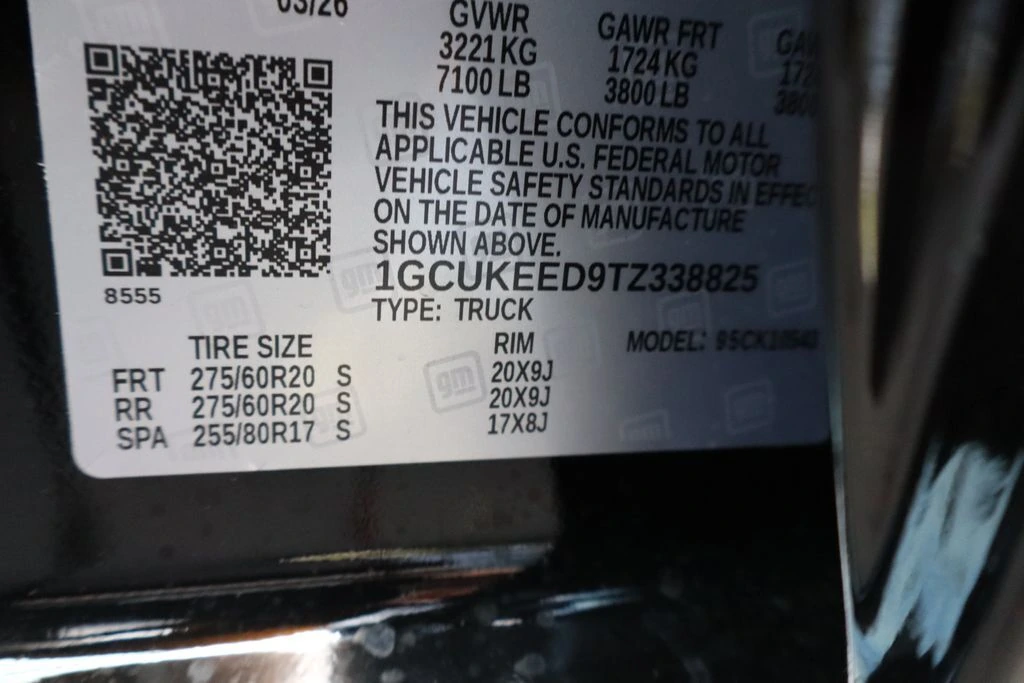 03/26
GVWR GAWR FRT
3221 KG 1724 KG
7100 LB 3800 LB
THIS VEHICLE CONFORMS TO ALL
APPLICABLE U.S. FEDERAL MOTOR
VEHICLE SAFETY STANDARDS IN EFFEC
ON THE DATE OF MANUFACTURE
SHOWN ABOVE.
1GCUKEED9TZ338825
8555
TYPE: TRUCK
TIRE SIZE RIM MODEL:
FRT 275/60R20 S 20X9J
RR 275/60R20 S 20X9J
SPA 255/80R17 S 17X8J
gm